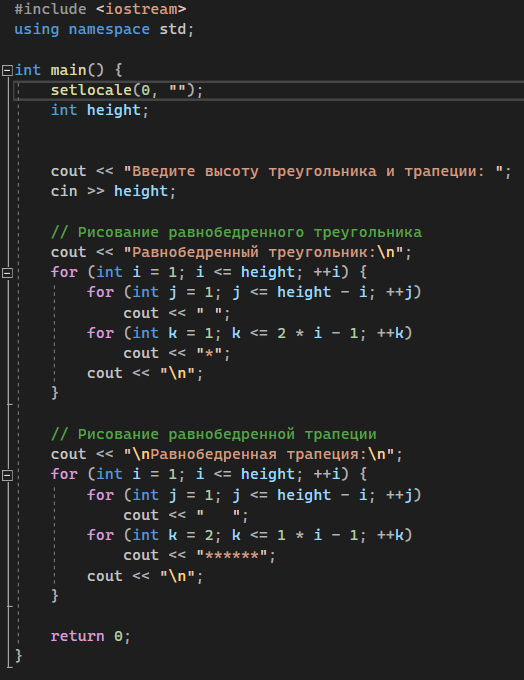 #include <iostream>
using namespace std;
int main() {
    setlocale(0, "");
    int height;
    cout << "Введите высоту треугольника и трапеции: ";
    cin >> height;
    // Рисование равнобедренного треугольника
    cout << "Равнобедренный треугольник:\n";
    for (int i = 1; i <= height; ++i) {
        for (int j = 1; j <= height - i; ++j)
            cout << " ";
        for (int k = 1; k <= 2 * i - 1; ++k)
            cout << "*";
        cout << "\n";
    }
    // Рисование равнобедренной трапеции
    cout << "\nРавнобедренная трапеция:\n";
    for (int i = 1; i <= height; ++i) {
        for (int j = 1; j <= height - i; ++j)
            cout << "   ";
        for (int k = 2; k <= 1 * i - 1; ++k)
            cout << "******";
        cout << "\n";
    }
    return 0;
}